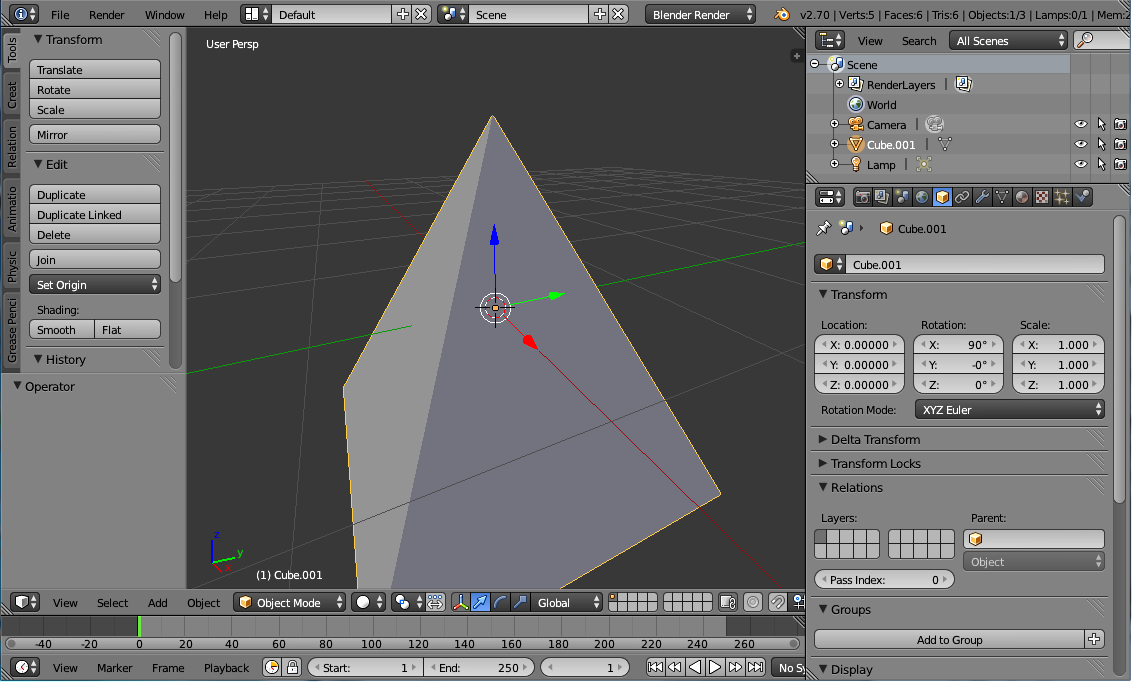 File Render Window Help Default Scene Blender Render v2.70 | Verts:5 | Faces:6 | Tris:6 | Objects:1/3 | Lamps:0/1 | Mem:
Tools
Creat
Relation
Animatio
Physic
Grease Penci
Transform
Translate
Rotate
Scale
Mirror
Edit
Duplicate
Duplicate Linked
Delete
Join
Set Origin
Shading:
Smooth Flat
History
Operator
User Persp
z
y
x
(1) Cube.001
View Select Add Object Object Mode Global
-40 -20 0 20 40 60 80 100 120 140 160 180 200 220 240 260
View Marker Frame Playback Start: 1 End: 250 1 No Sy
View Search All Scenes
Scene
RenderLayers
World
Camera
Cube.001
Lamp
Cube.001
Cube.001
Transform
Location: Rotation: Scale:
X: 0.00000 X: 90° X: 1.000
Y: 0.00000 Y: -0° Y: 1.000
Z: 0.00000 Z: 0° Z: 1.000
Rotation Mode: XYZ Euler
Delta Transform
Transform Locks
Relations
Layers: Parent:
Object
Pass Index: 0
Groups
Add to Group
Display